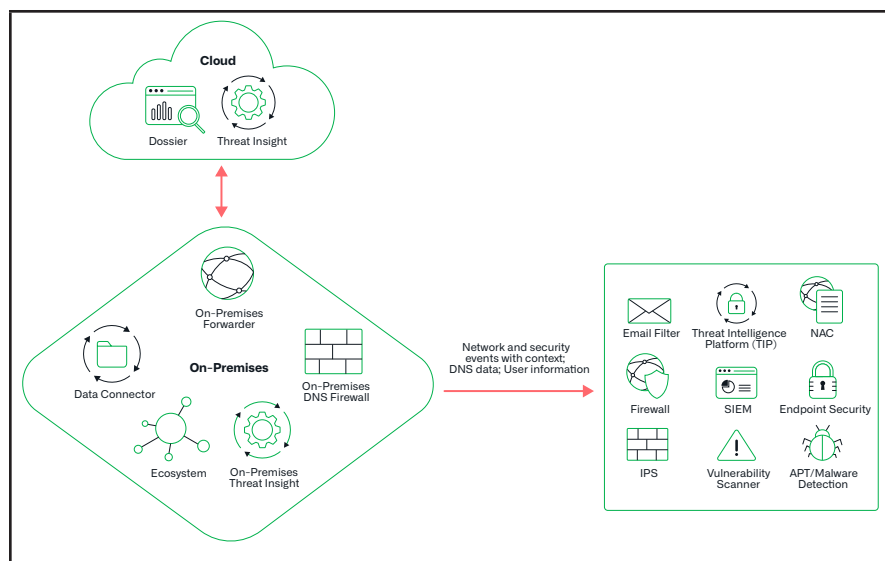 Cloud
Dossier
Threat Insight
On-Premises
Forwarder
On-Premises
Data Connector
On-Premises
DNS Firewall
Ecosystem
On-Premises
Threat Insight
Network and security
events with context;
DNS data; User information
Email Filter
Threat Intelligence
Platform (TIP)
NAC
Firewall
SIEM
Endpoint Security
IPS
Vulnerability
Scanner
APT/Malware
Detection